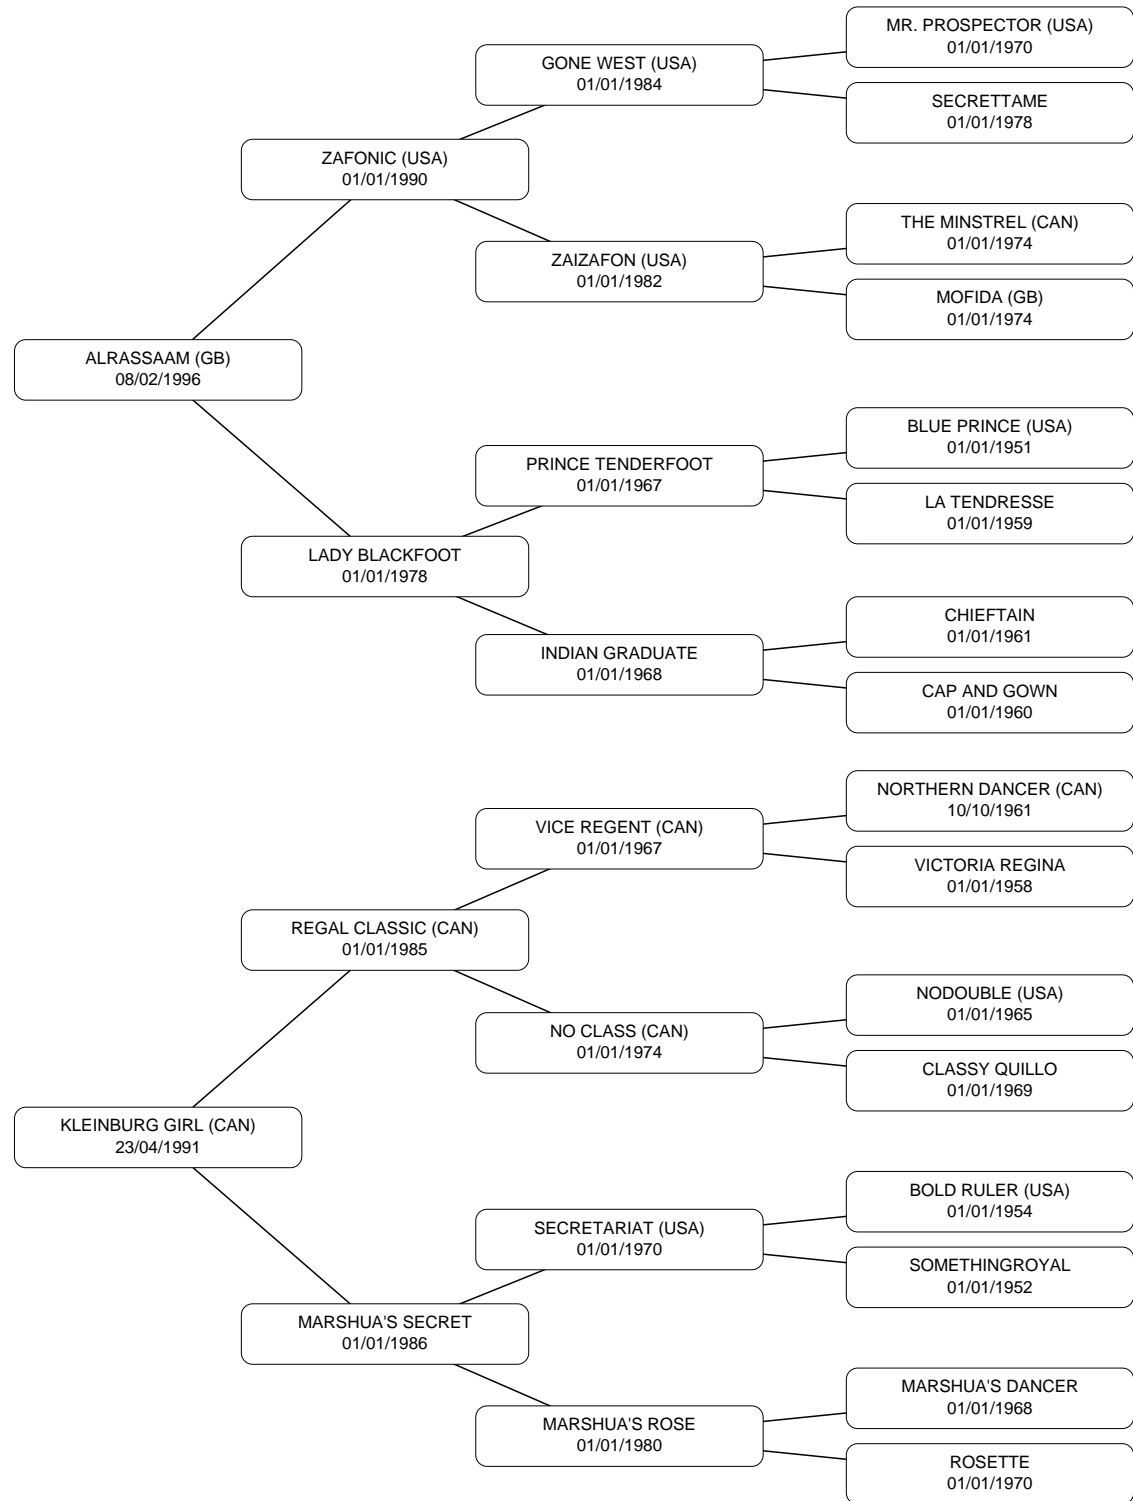 MR. PROSPECTOR (USA)
01/01/1970
GONE WEST (USA)
01/01/1984
SECRETTAME
01/01/1978
ZAFONIC (USA)
01/01/1990
THE MINSTREL (CAN)
01/01/1974
ZAIZAFON (USA)
01/01/1982
MOFIDA (GB)
01/01/1974
ALRASSAAM (GB)
08/02/1996
BLUE PRINCE (USA)
01/01/1951
PRINCE TENDERFOOT
01/01/1967
LA TENDRESSE
01/01/1959
LADY BLACKFOOT
01/01/1978
CHIEFTAIN
01/01/1961
INDIAN GRADUATE
01/01/1968
CAP AND GOWN
01/01/1960
NORTHERN DANCER (CAN)
10/10/1961
VICE REGENT (CAN)
01/01/1967
VICTORIA REGINA
01/01/1958
REGAL CLASSIC (CAN)
01/01/1985
NODOUBLE (USA)
01/01/1965
NO CLASS (CAN)
01/01/1974
CLASSY QUILLO
01/01/1969
KLEINBURG GIRL (CAN)
23/04/1991
BOLD RULER (USA)
01/01/1954
SECRETARIAT (USA)
01/01/1970
SOMETHINGROYAL
01/01/1952
MARSHUA'S SECRET
01/01/1986
MARSHUA'S DANCER
01/01/1968
MARSHUA'S ROSE
01/01/1980
ROSETTE
01/01/1970